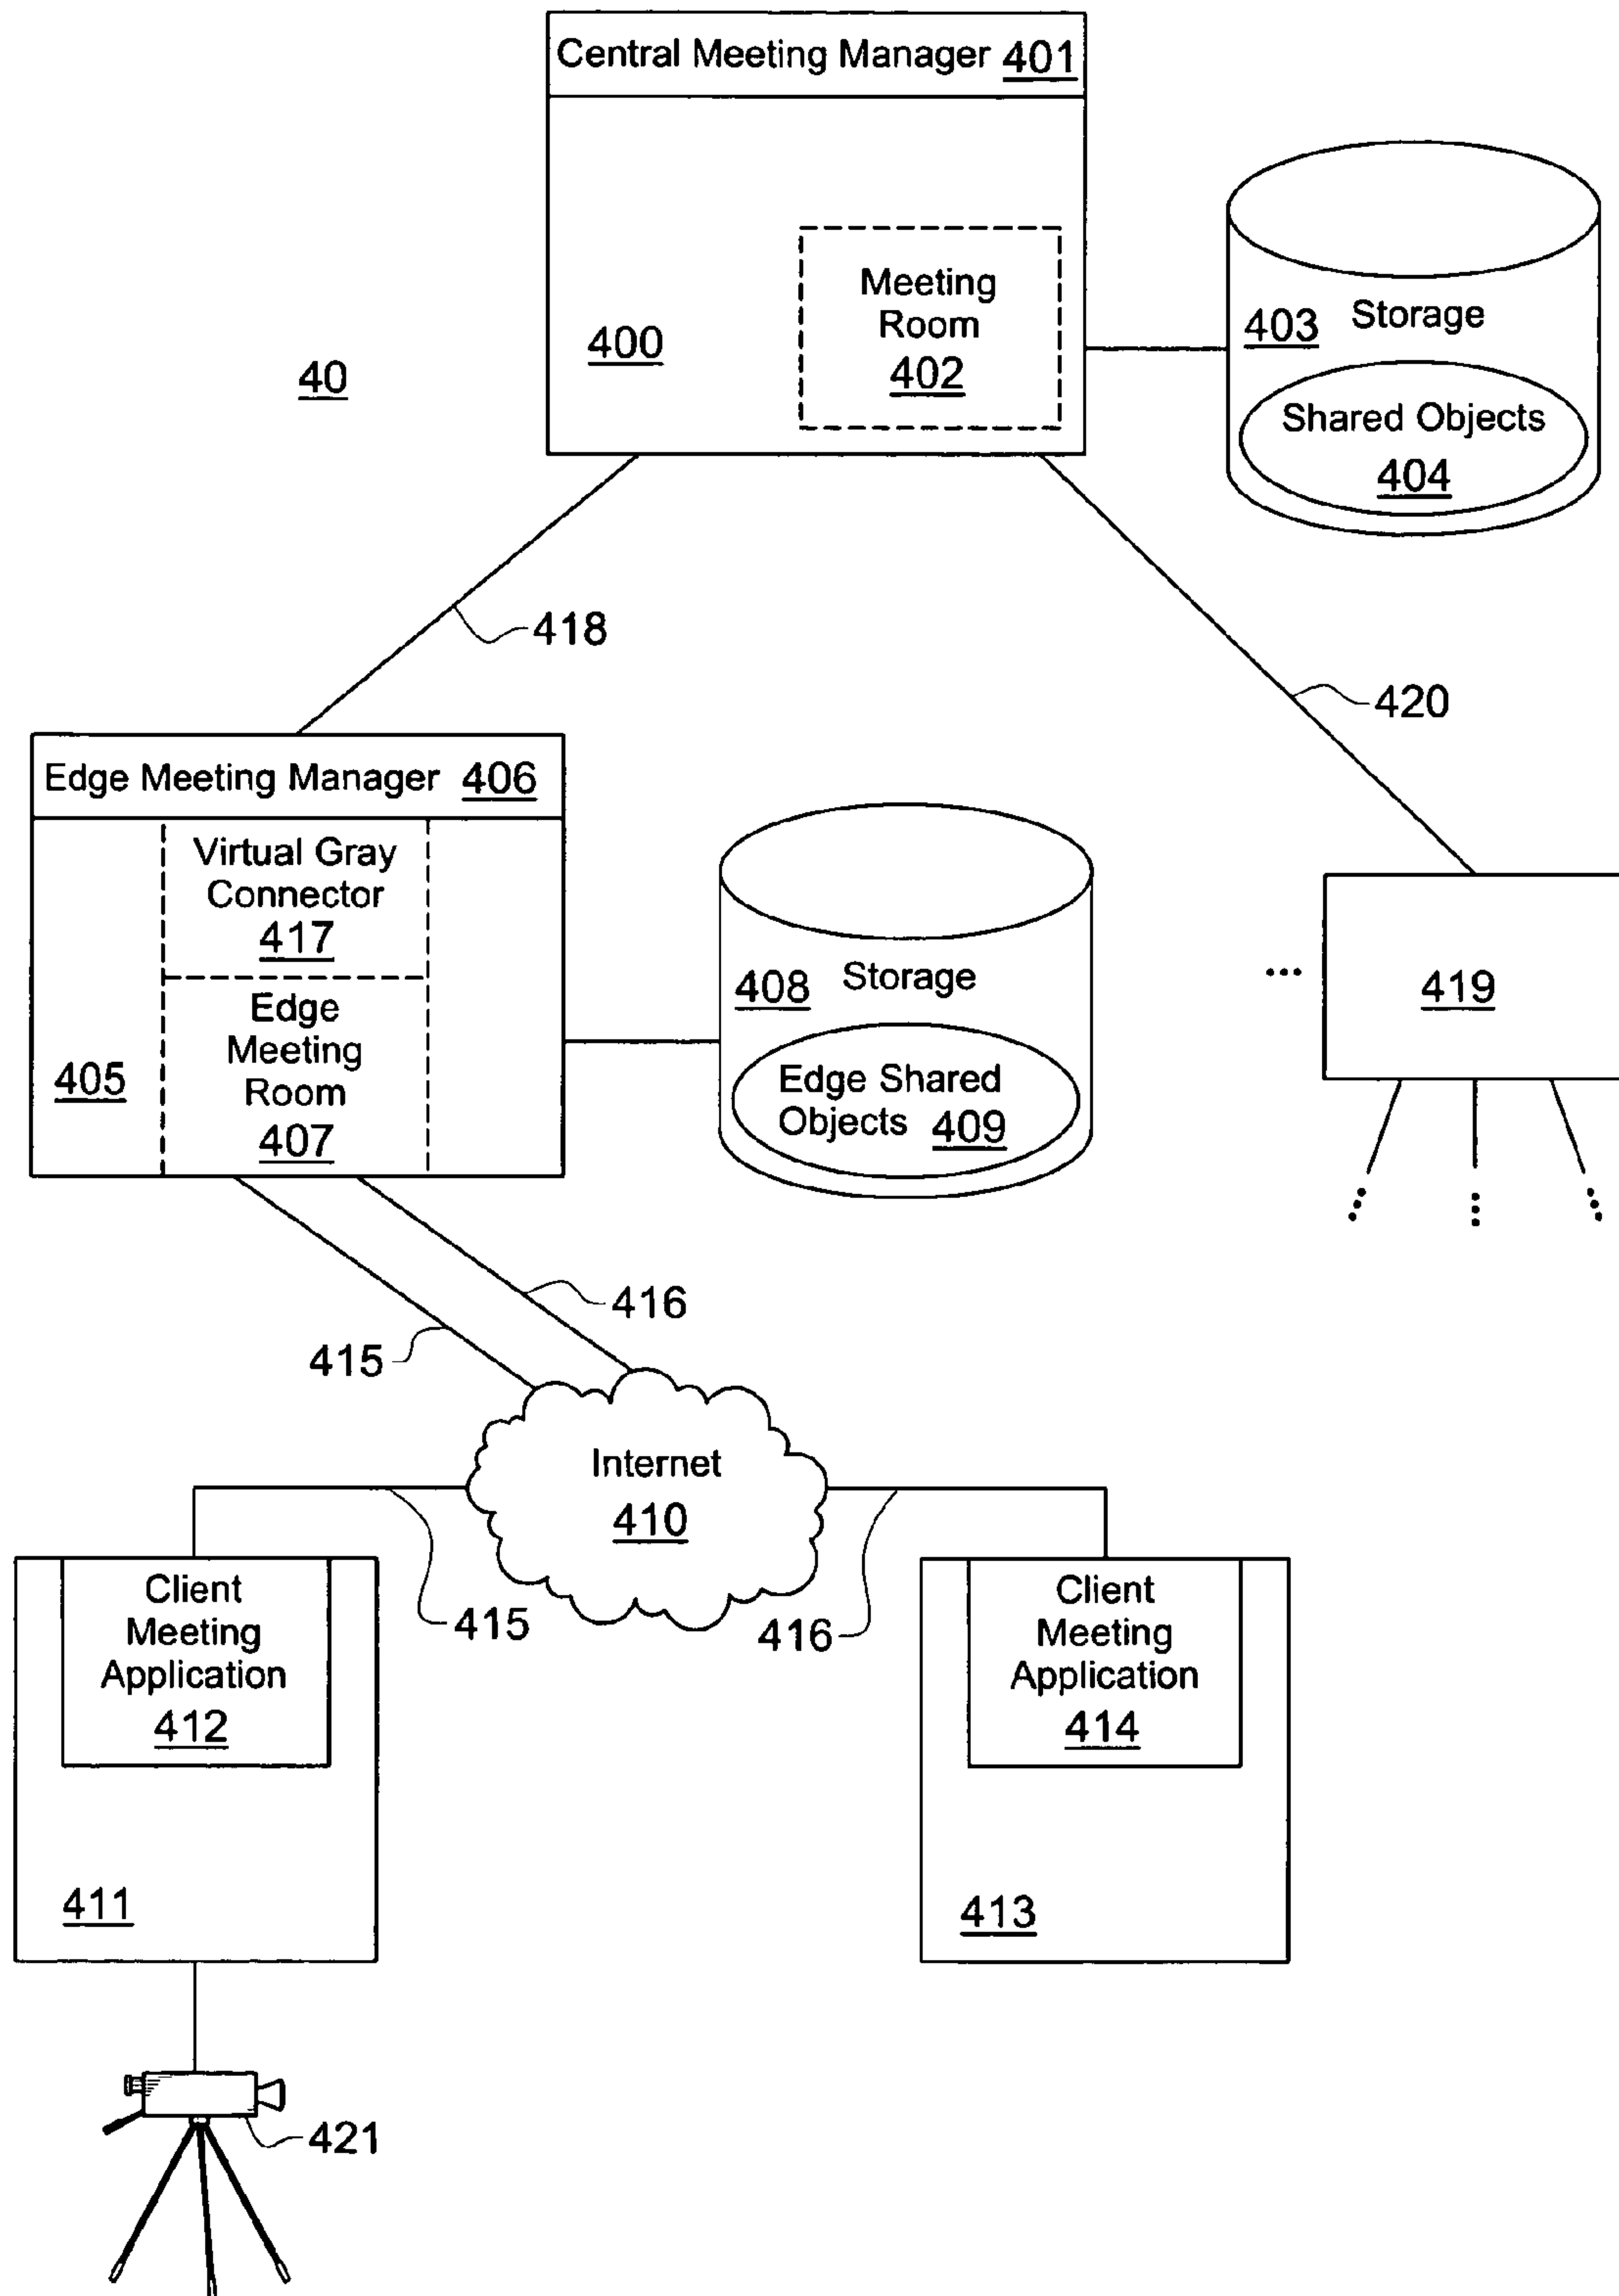 Central Meeting Manager 401
Meeting
Room
402
400
40
403 Storage
Shared Objects
404
418
420
Edge Meeting Manager 406
Virtual Gray
Connector
417
Edge
Meeting
Room
407
405
408 Storage
Edge Shared
Objects 409
...
419
416
415
Internet
410
Client
Meeting
Application
412
415
416
Client
Meeting
Application
414
411
413
421